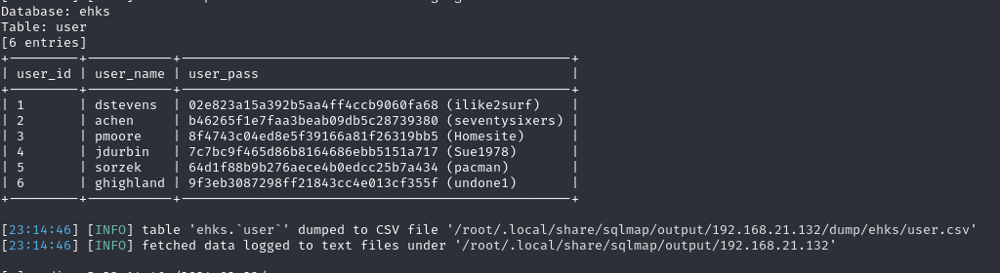 Database: ehks
Table: user
[6 entries]
+---------+-----------+--------------------------------------------------+
| user_id | user_name | user_pass                                        |
+---------+-----------+--------------------------------------------------+
| 1       | dstevens  | 02e823a15a392b5aa4ff4ccb9060fa68 (ilike2surf)    |
| 2       | achen     | b46265f1e7faa3beab09db5c28739380 (seventysixers) |
| 3       | pmoore    | 8f4743c04ed8e5f39166a81f26319bb5 (Homesite)      |
| 4       | jdurbin   | 7c7bc9f465d86b8164686ebb5151a717 (Sue1978)       |
| 5       | sorzek    | 64d1f88b9b276aece4b0edcc25b7a434 (pacman)        |
| 6       | ghighland | 9f3eb3087298ff21843cc4e013cf355f (undone1)       |
+---------+-----------+--------------------------------------------------+
[23:14:46] [INFO] table 'ehks.`user`' dumped to CSV file '/root/.local/share/sqlmap/output/192.168.21.132/dump/ehks/user.csv'
[23:14:46] [INFO] fetched data logged to text files under '/root/.local/share/sqlmap/output/192.168.21.132'